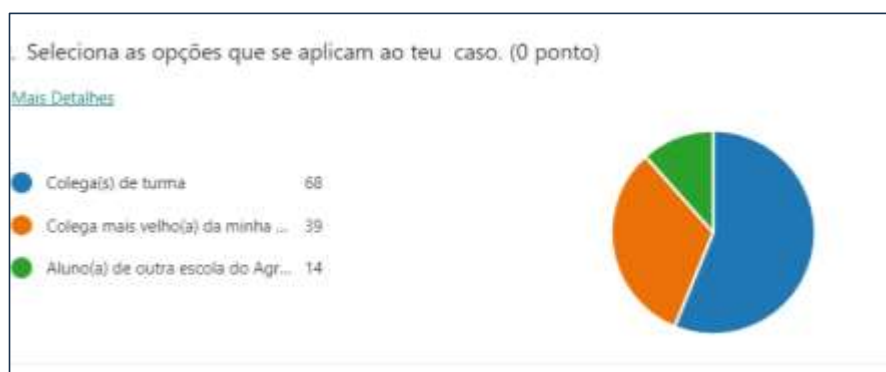 . Seleciona as opções que se aplicam ao teu caso. (0 ponto)
Mais Detalhes
Colega(s) de turma 68
Colega mais velho(a) da minha ... 39
Aluno(a) de outra escola do Agr... 14